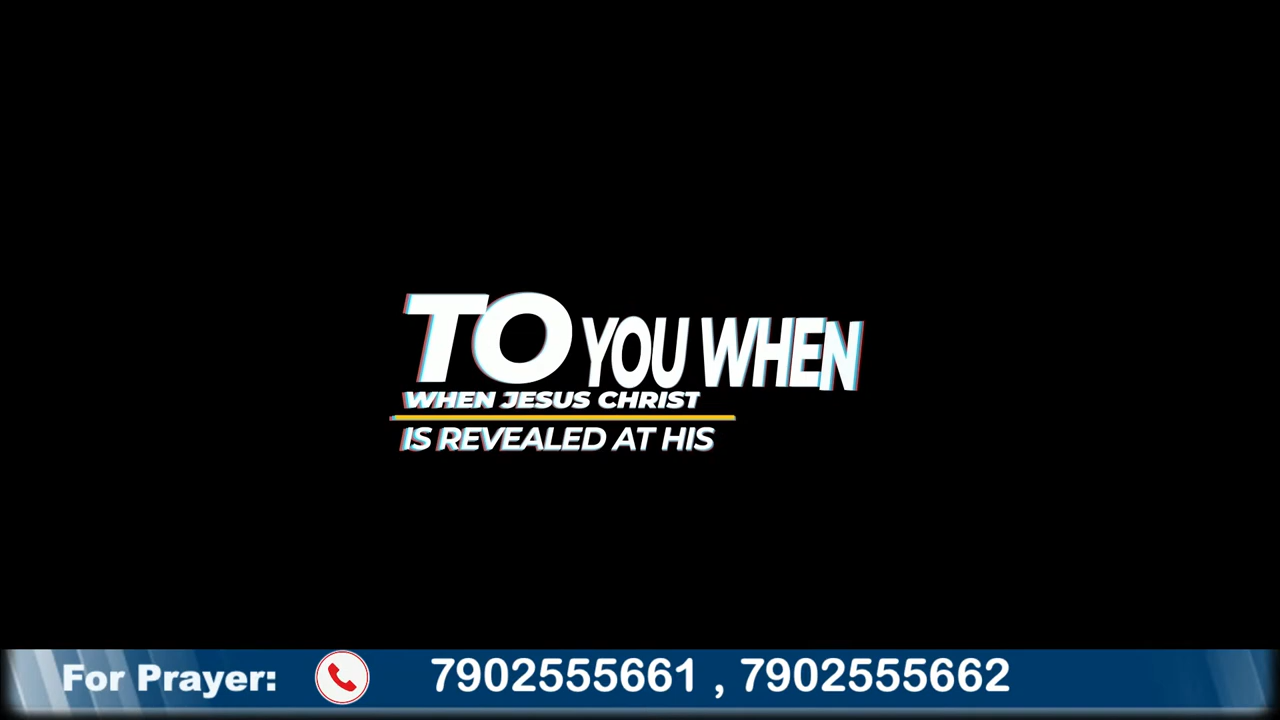 TO YOU WHEN
WHEN JESUS CHRIST
IS REVEALED AT HIS
For Prayer: 7902555661 , 7902555662